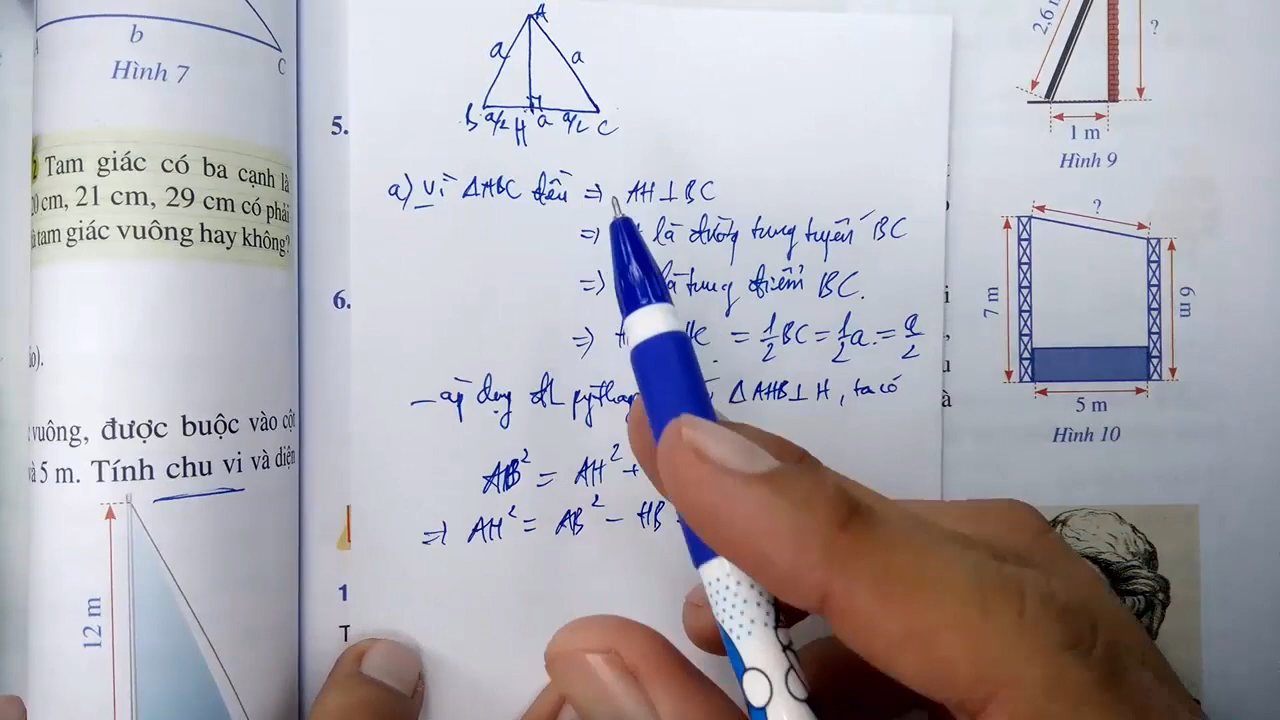 b
C
Hình 7
Tam giác có ba cạnh là
20 cm, 21 cm, 29 cm có phải
là tam giác vuông hay không?
vuông, được buộc vào cột
và 5 m. Tính chu vi và diện
12 m
5.
6.
1
T
A
a a
B a/2 H a a/2 C
a) Vì ΔABC đều => AH ⊥ BC
=> là đường trung tuyến BC
=> là trung điểm BC.
=> = 1/2 BC = 1/2 a = a/2
- áp dụng đl pytha ΔAHB ⊥ H, ta có
AB² = AH² +
=> AH² = AB² - HB
2,6 m
?
1 m
Hình 9
?
7 m
6 m
5 m
Hình 10